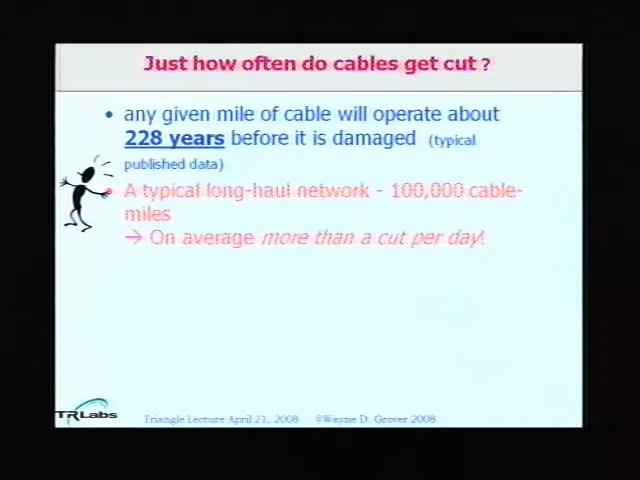 Just how often do cables get cut ?
• any given mile of cable will operate about
228 years before it is damaged (typical
published data)
• A typical long-haul network - 100,000 cable-
miles
→ On average more than a cut per day!
TRLabs
Triangle Lecture April 21, 2008 ©Wayne D. Grover 2008